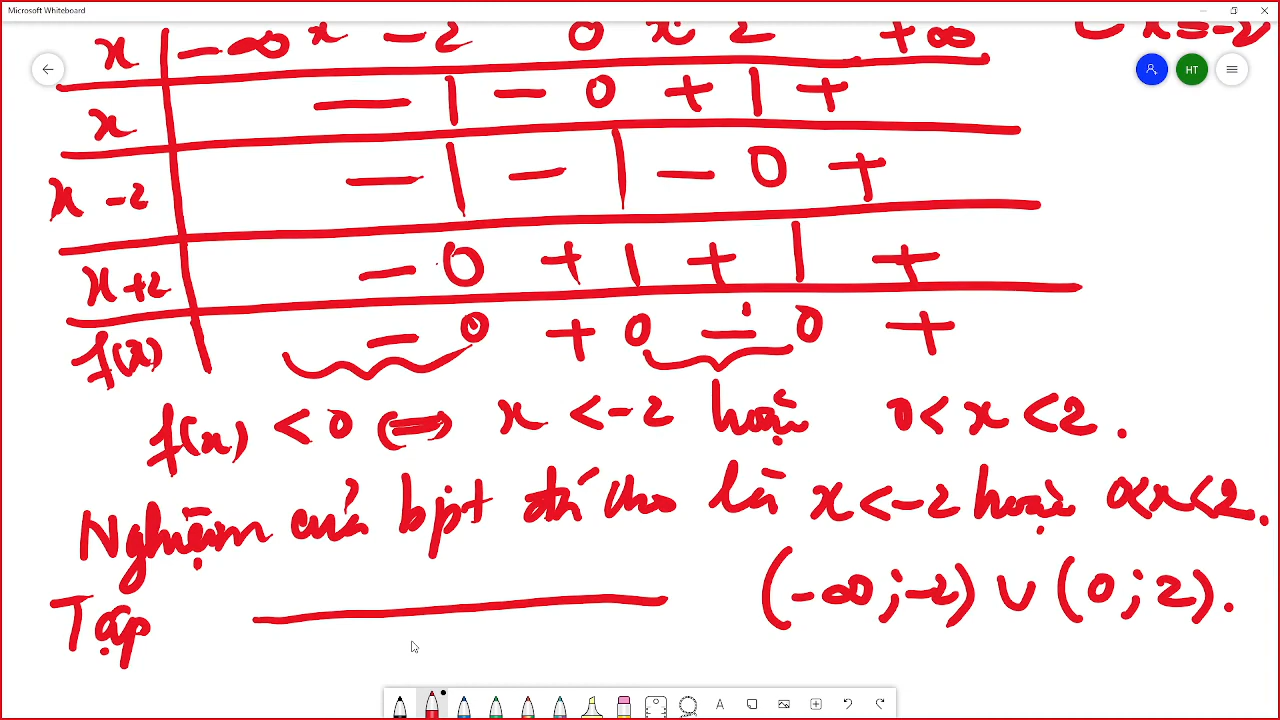 Microsoft Whiteboard
x -∞ x -2 0 x 2 +∞
HT
x - | - 0 + | +
x-2 - | - | - 0 +
x+2 - 0 + | + | +
f(x) - 0 + 0 - 0 +
f(x) < 0 ⇔ x < -2 hoặc 0 < x < 2.
Nghiệm của bpt đã cho là x < -2 hoặc 0<x<2.
Tập (-∞; -2) ∪ (0; 2).
A